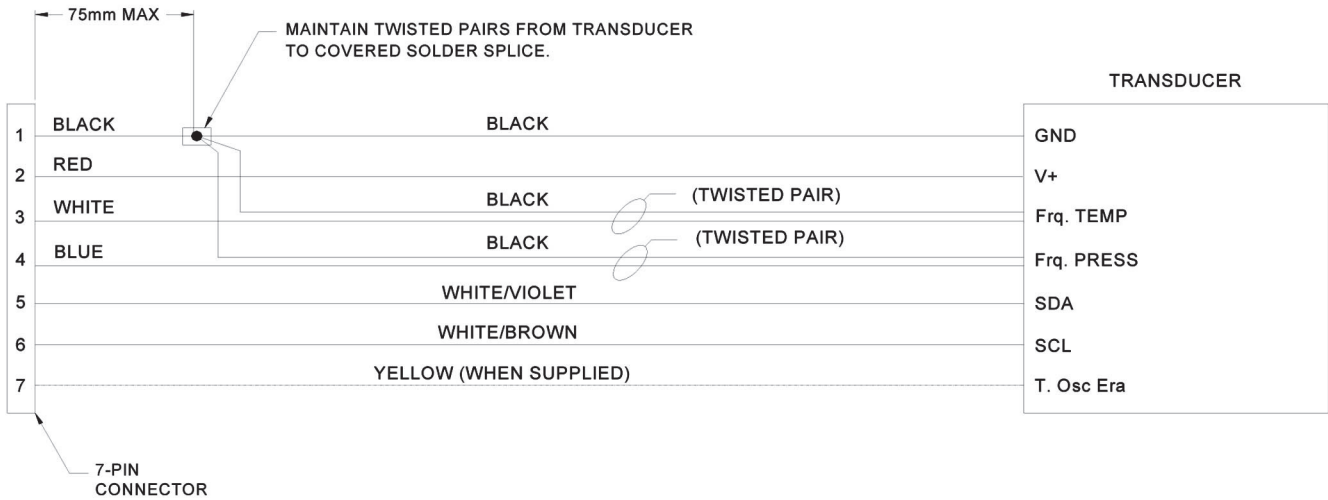 75mm MAX
MAINTAIN TWISTED PAIRS FROM TRANSDUCER
TO COVERED SOLDER SPLICE.
TRANSDUCER
1 BLACK BLACK GND
2 RED V+
3 WHITE BLACK (TWISTED PAIR) Frq. TEMP
4 BLUE BLACK (TWISTED PAIR) Frq. PRESS
5 WHITE/VIOLET SDA
6 WHITE/BROWN SCL
7 YELLOW (WHEN SUPPLIED) T. Osc Era
7-PIN
CONNECTOR